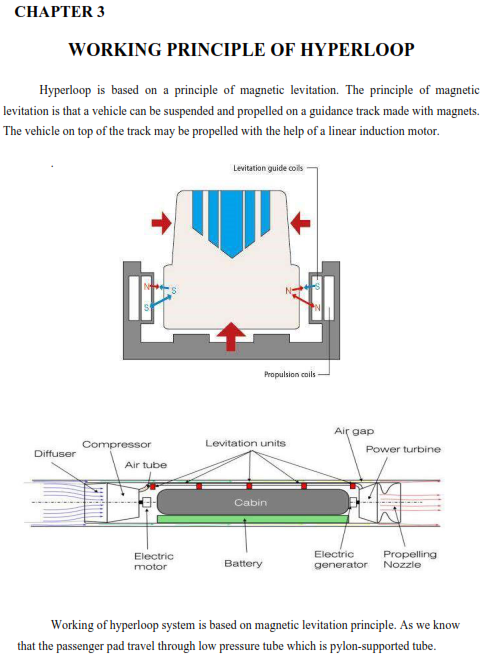 CHAPTER 3
WORKING PRINCIPLE OF HYPERLOOP
Hyperloop is based on a principle of magnetic levitation. The principle of magnetic
levitation is that a vehicle can be suspended and propelled on a guidance track made with magnets.
The vehicle on top of the track may be propelled with the help of a linear induction motor.
Levitation guide coils
N
S
N
S
S
N
Propulsion coils
Air gap
Diffuser
Compressor
Levitation units
Power turbine
Air tube
Cabin
Electric
motor
Battery
Electric
generator
Propelling
Nozzle
Working of hyperloop system is based on magnetic levitation principle. As we know
that the passenger pad travel through low pressure tube which is pylon-supported tube.